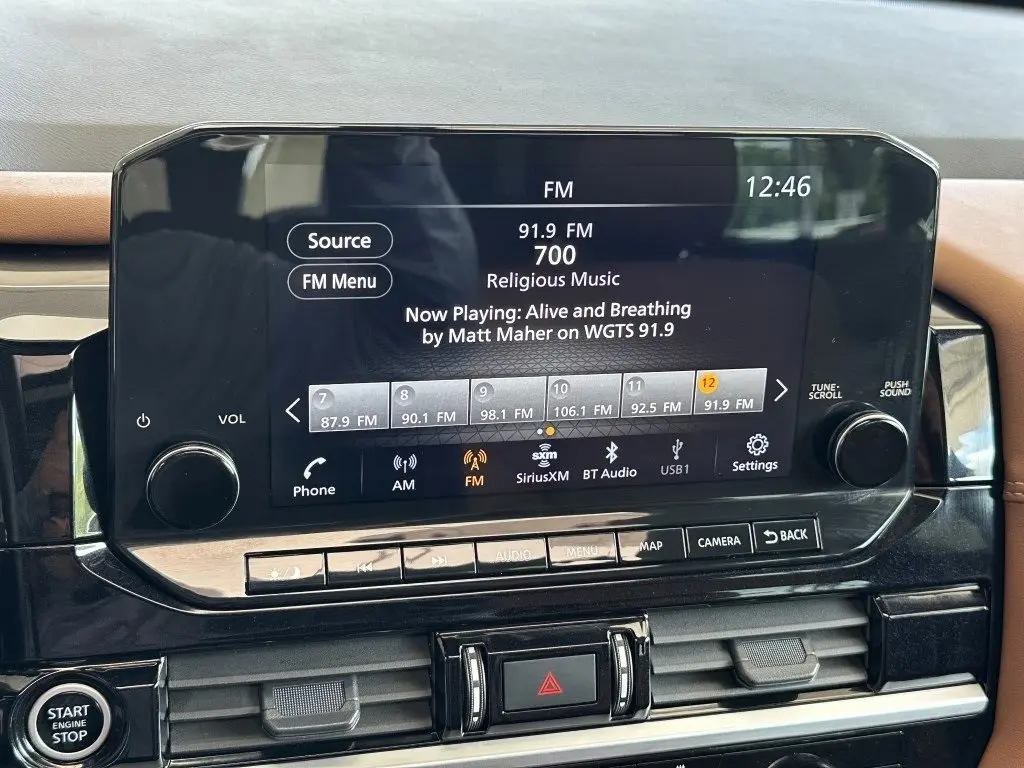 FM
12:46
Source
FM Menu
91.9 FM
700
Religious Music
Now Playing: Alive and Breathing
by Matt Maher on WGTS 91.9
7 8 9 10 11 12
87.9 FM 90.1 FM 98.1 FM 106.1 FM 92.5 FM 91.9 FM
VOL
TUNE·
SCROLL
PUSH
SOUND
Phone
AM
FM
sxm
SiriusXM
BT Audio
USB1
Settings
AUDIO
MENU
MAP
CAMERA
BACK
START
ENGINE
STOP